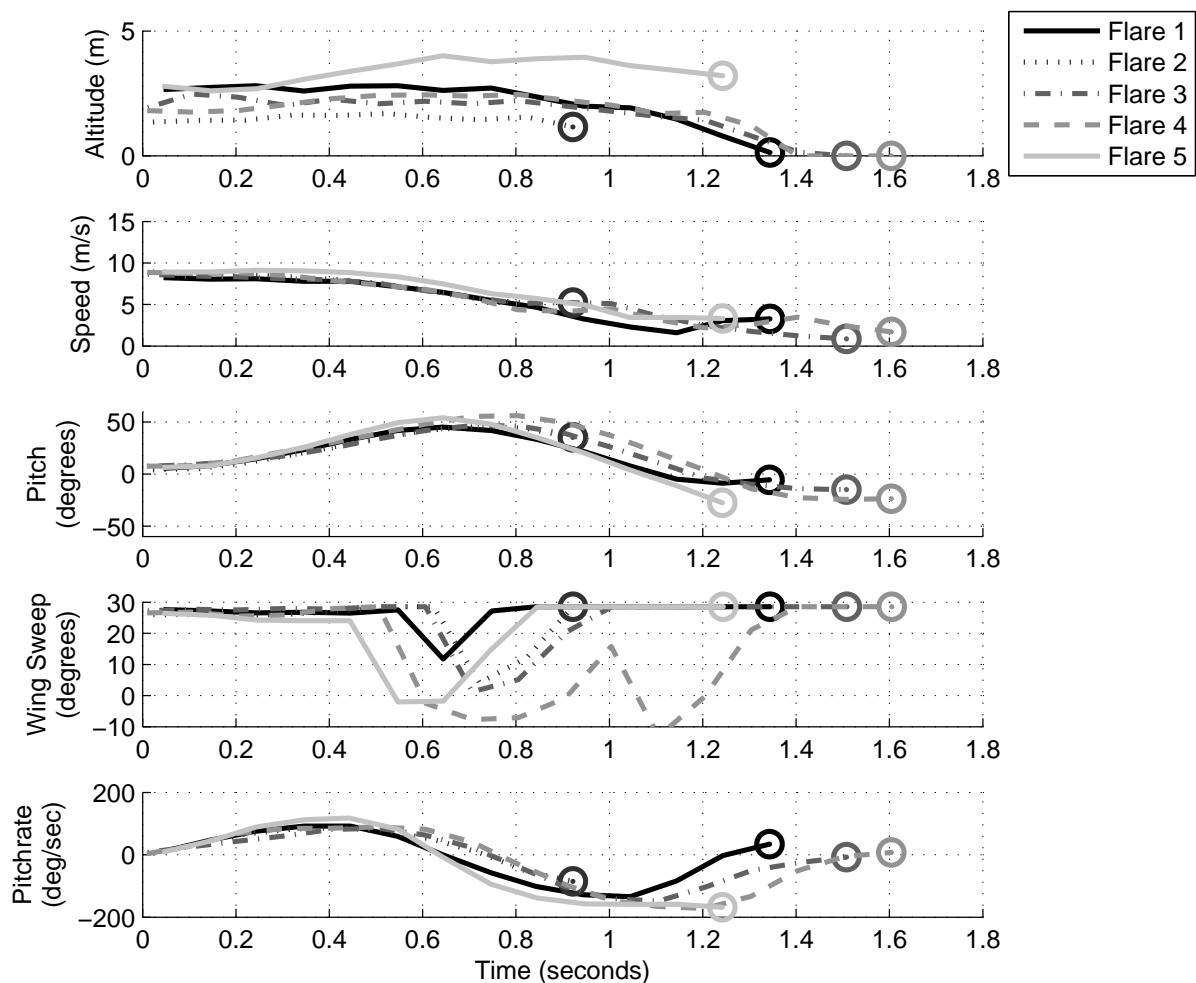 Altitude (m)
5
0
0 0.2 0.4 0.6 0.8 1 1.2 1.4 1.6 1.8
Flare 1
Flare 2
Flare 3
Flare 4
Flare 5
Speed (m/s)
15
10
5
0
0 0.2 0.4 0.6 0.8 1 1.2 1.4 1.6 1.8
Pitch
(degrees)
50
0
−50
0 0.2 0.4 0.6 0.8 1 1.2 1.4 1.6 1.8
Wing Sweep
(degrees)
30
20
10
0
−10
0 0.2 0.4 0.6 0.8 1 1.2 1.4 1.6 1.8
Pitchrate
(deg/sec)
200
0
−200
0 0.2 0.4 0.6 0.8 1 1.2 1.4 1.6 1.8
Time (seconds)